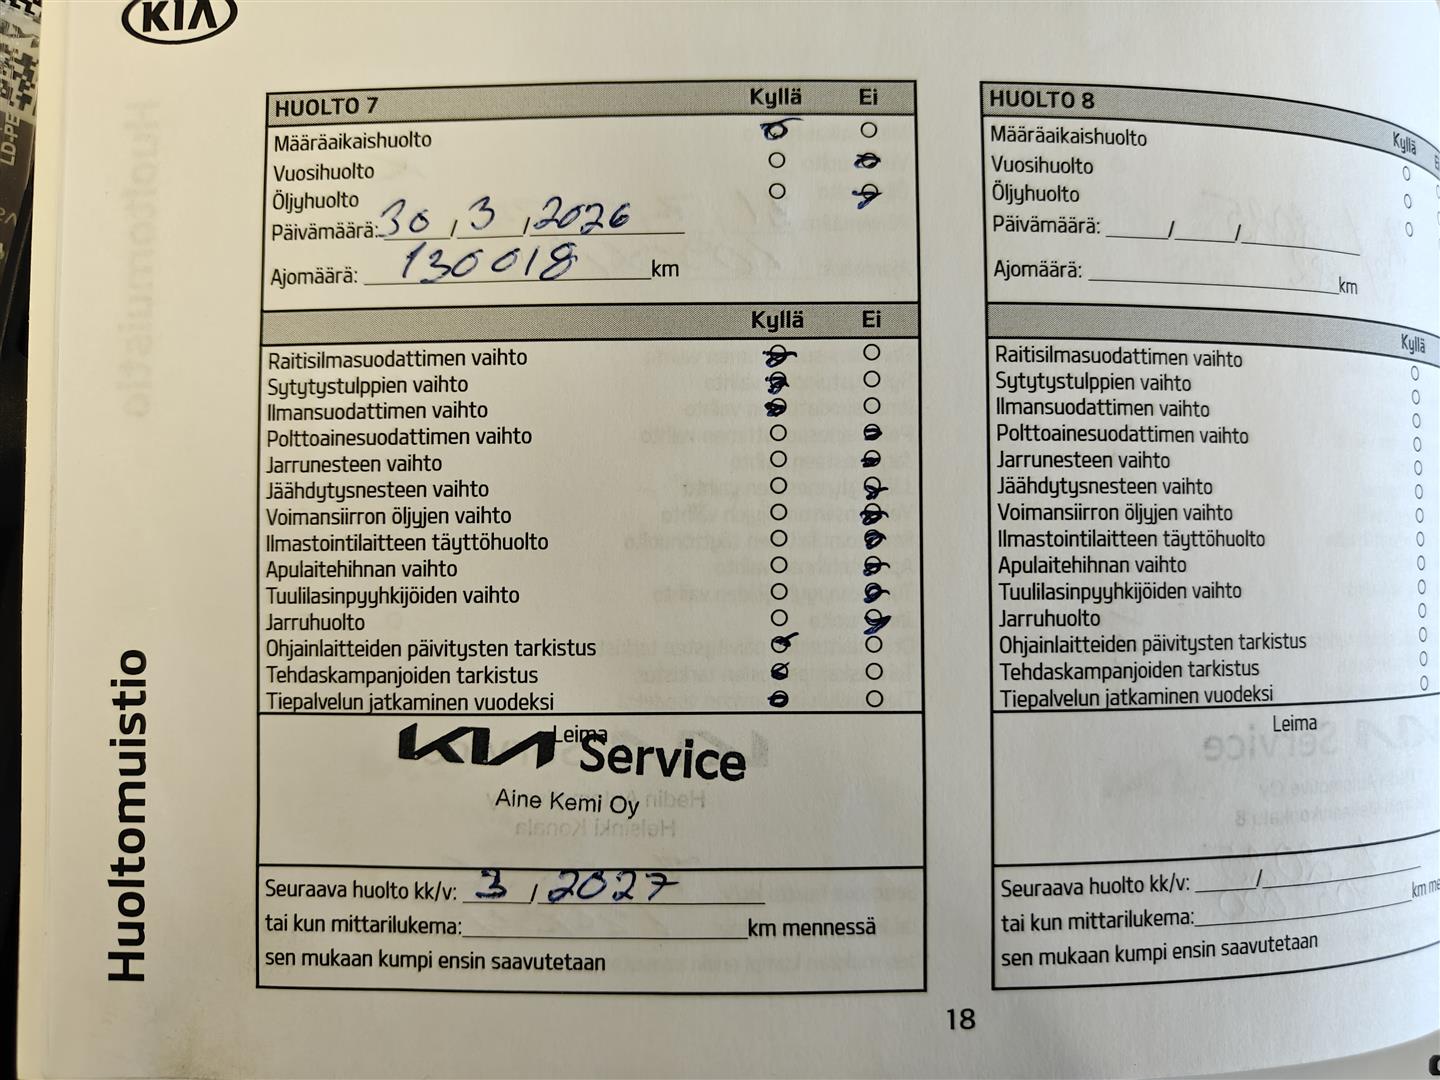 KIA
HUOLTO 7 Kyllä Ei
Määräaikaishuolto
Vuosihuolto
Öljyhuolto
Päivämäärä: 30 / 3 / 2026
Ajomäärä: 130018 km
Kyllä Ei
Raitisilmasuodattimen vaihto
Sytytystulppien vaihto
Ilmansuodattimen vaihto
Polttoainesuodattimen vaihto
Jarrunesteen vaihto
Jäähdytysnesteen vaihto
Voimansiirron öljyjen vaihto
Ilmastointilaitteen täyttöhuolto
Apulaitehihnan vaihto
Tuulilasinpyyhkijöiden vaihto
Jarruhuolto
Ohjainlaitteiden päivitysten tarkistus
Tehdaskampanjoiden tarkistus
Tiepalvelun jatkaminen vuodeksi
Leima
KIA Service
Aine Kemi Oy
Seuraava huolto kk/v: 3 / 2027
tai kun mittarilukema: km mennessä
sen mukaan kumpi ensin saavutetaan
HUOLTO 8 Kyllä
Määräaikaishuolto
Vuosihuolto
Öljyhuolto
Päivämäärä: / /
Ajomäärä: km
Kyllä
Raitisilmasuodattimen vaihto
Sytytystulppien vaihto
Ilmansuodattimen vaihto
Polttoainesuodattimen vaihto
Jarrunesteen vaihto
Jäähdytysnesteen vaihto
Voimansiirron öljyjen vaihto
Ilmastointilaitteen täyttöhuolto
Apulaitehihnan vaihto
Tuulilasinpyyhkijöiden vaihto
Jarruhuolto
Ohjainlaitteiden päivitysten tarkistus
Tehdaskampanjoiden tarkistus
Tiepalvelun jatkaminen vuodeksi
Leima
Seuraava huolto kk/v: /
tai kun mittarilukema: km
sen mukaan kumpi ensin saavutetaan
18
Huoltomuistio
LDPE